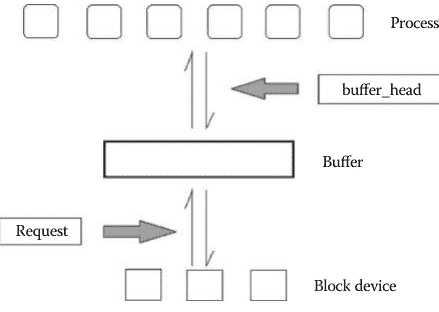 Process
buffer_head
Buffer
Request
Block device